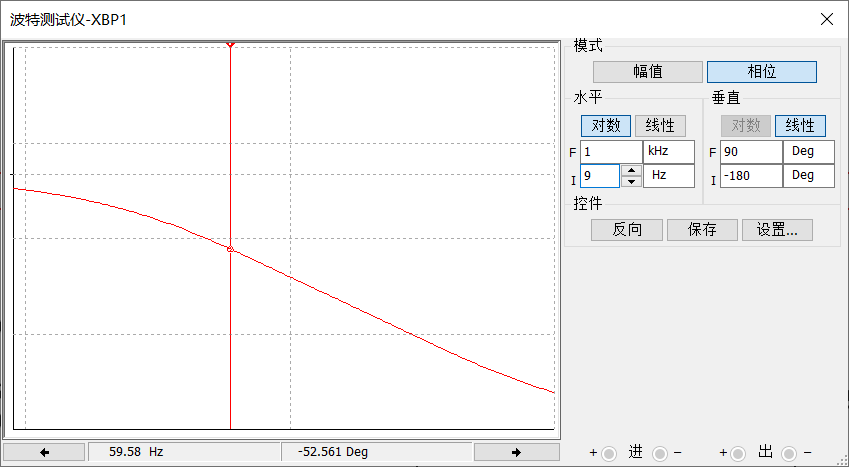 波特测试仪-XBP1
模式
幅值 相位
水平 垂直
对数 线性 对数 线性
F 1 kHz F 90 Deg
I 9 Hz I -180 Deg
控件
反向 保存 设置...
59.58 Hz -52.561 Deg
+ 进 − + 出 −